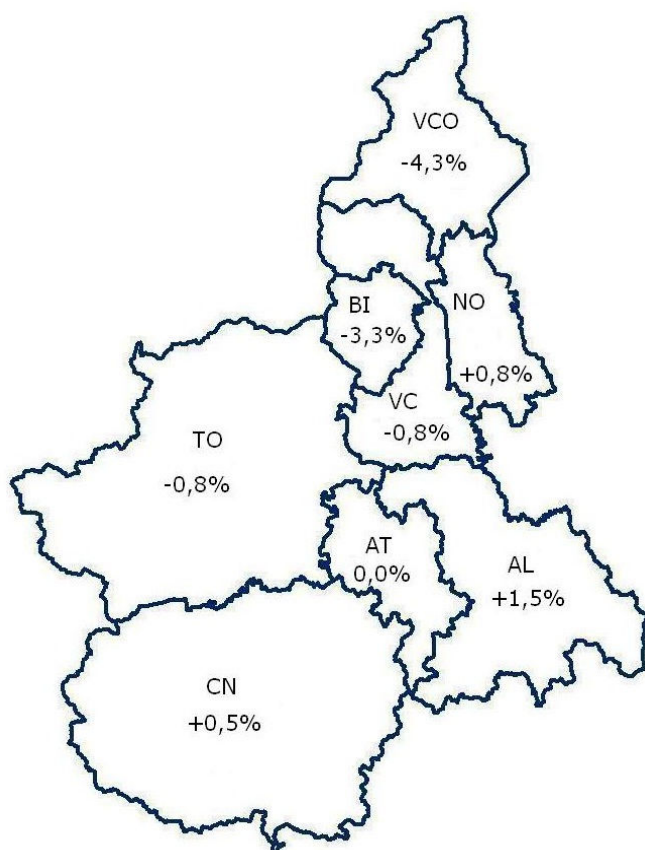 VCO
-4,3%
BI
-3,3%
NO
+0,8%
VC
-0,8%
TO
-0,8%
AT
0,0%
AL
+1,5%
CN
+0,5%